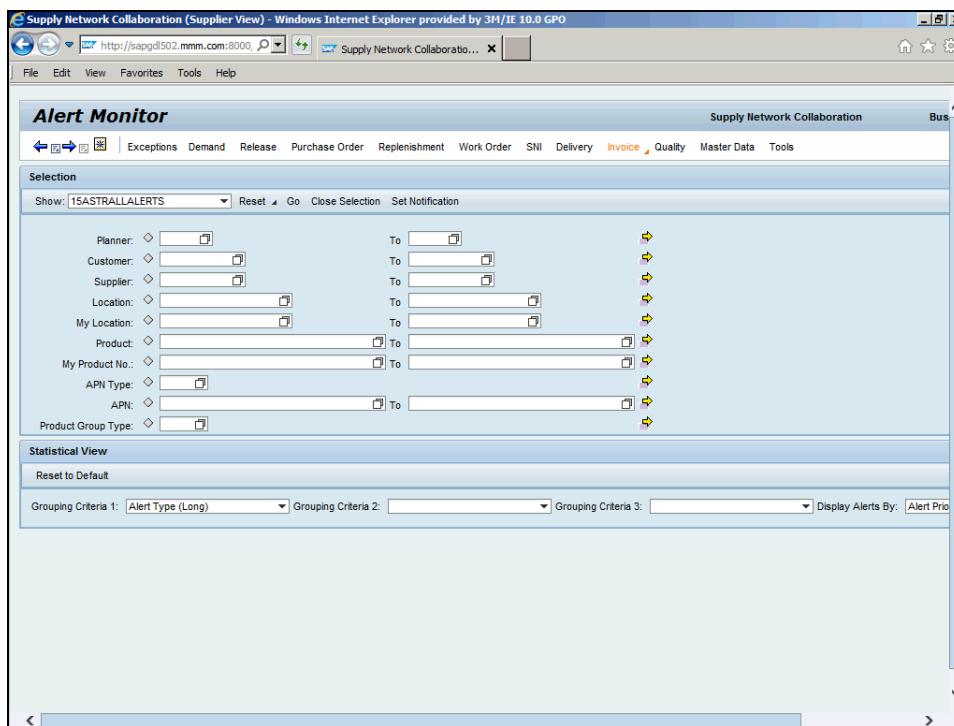 Supply Network Collaboration (Supplier View) - Windows Internet Explorer provided by 3M/IE 10.0 GPO
http://sapgdl502.mmm.com:8000, Supply Network Collaboratio...
File Edit View Favorites Tools Help
Alert Monitor Supply Network Collaboration Bus
Exceptions Demand Release Purchase Order Replenishment Work Order SNI Delivery Invoice Quality Master Data Tools
Selection
Show: 15ASTRALLALERTS Reset Go Close Selection Set Notification
Planner: To
Customer: To
Supplier: To
Location: To
My Location: To
Product: To
My Product No.: To
APN Type:
APN: To
Product Group Type:
Statistical View
Reset to Default
Grouping Criteria 1: Alert Type (Long) Grouping Criteria 2: Grouping Criteria 3: Display Alerts By: Alert Prio